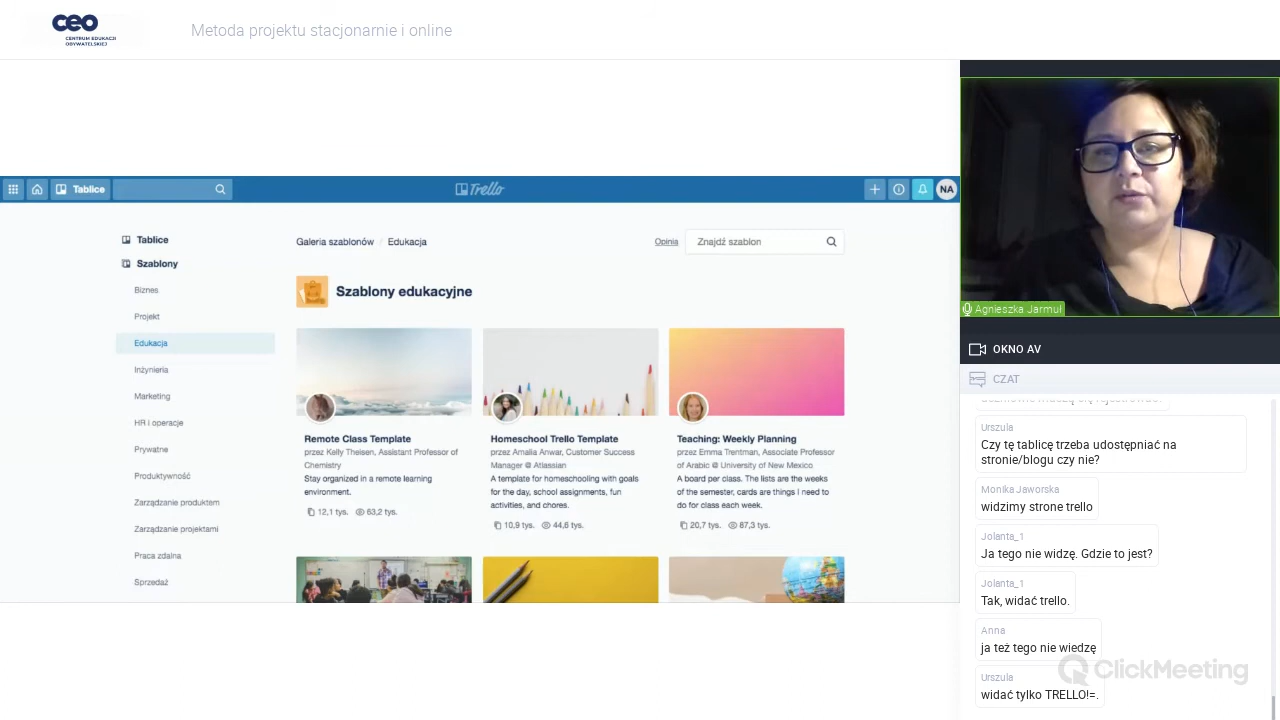 ceo
CENTRUM EDUKACJI
OBYWATELSKIEJ
Metoda projektu stacjonarnie i online
Tablice
Trello
NA
Tablice
Szablony
Biznes
Projekt
Edukacja
Inżynieria
Marketing
HR i operacje
Prywatne
Produktywność
Zarządzanie produktem
Zarządzanie projektami
Praca zdalna
Sprzedaż
Galeria szablonów / Edukacja
Opinia
Znajdź szablon
Szablony edukacyjne
Remote Class Template
przez Kelly Theisen, Assistant Professor of
Chemistry
Stay organized in a remote learning
environment.
12,1 tys. 63,2 tys.
Homeschool Trello Template
przez Amalia Anwar, Customer Success
Manager @ Atlassian
A template for homeschooling with goals
for the day, school assignments, fun
activities, and chores.
10,9 tys. 44,6 tys.
Teaching: Weekly Planning
przez Emma Trentman, Associate Professor
of Arabic @ University of New Mexico
A board per class. The lists are the weeks
of the semester, cards are things I need to
do for class each week.
20,7 tys. 87,3 tys.
Agnieszka Jarmuł
OKNO AV
CZAT
Urszula
Czy tę tablicę trzeba udostępniać na
stronie/blogu czy nie?
Monika Jaworska
widzimy strone trello
Jolanta_1
Ja tego nie widzę. Gdzie to jest?
Jolanta_1
Tak, widać trello.
Anna
ja też tego nie wiedzę
Urszula
widać tylko TRELLO!=.
ClickMeeting